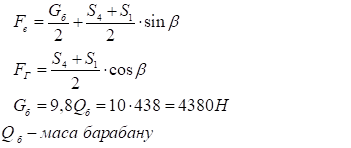 F_в = G_б/2 + (S_4 + S_1)/2 · sin β
F_Г = (S_4 + S_1)/2 · cos β
G_б = 9,8Q_б = 10 · 438 = 4380H
Q_б – маса барабану